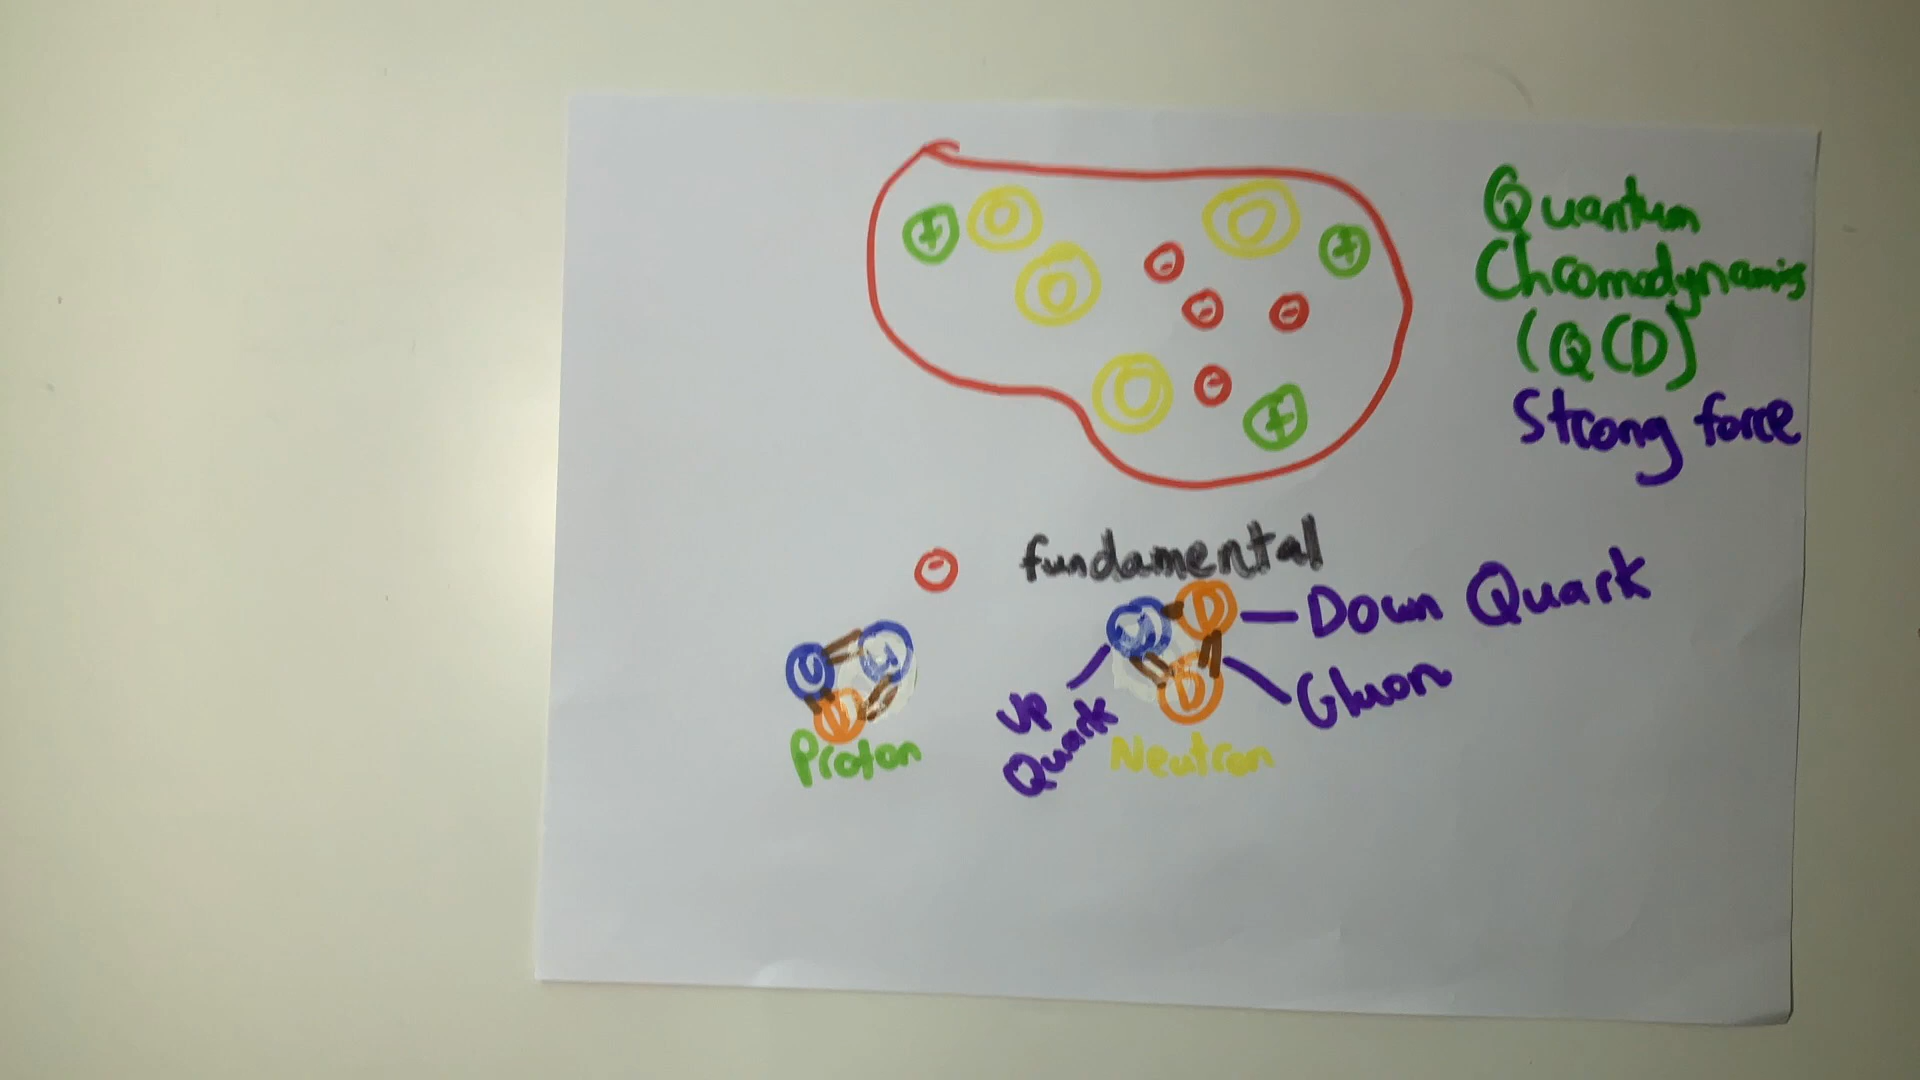 +
O
O
O
+
-
-
-
O
-
+
Quantum
Chromodynamics
(QCD)
Strong force
-
fundamental
U
U
D
Proton
U
D
D
Down Quark
Gluon
Up
Quark
Neutron